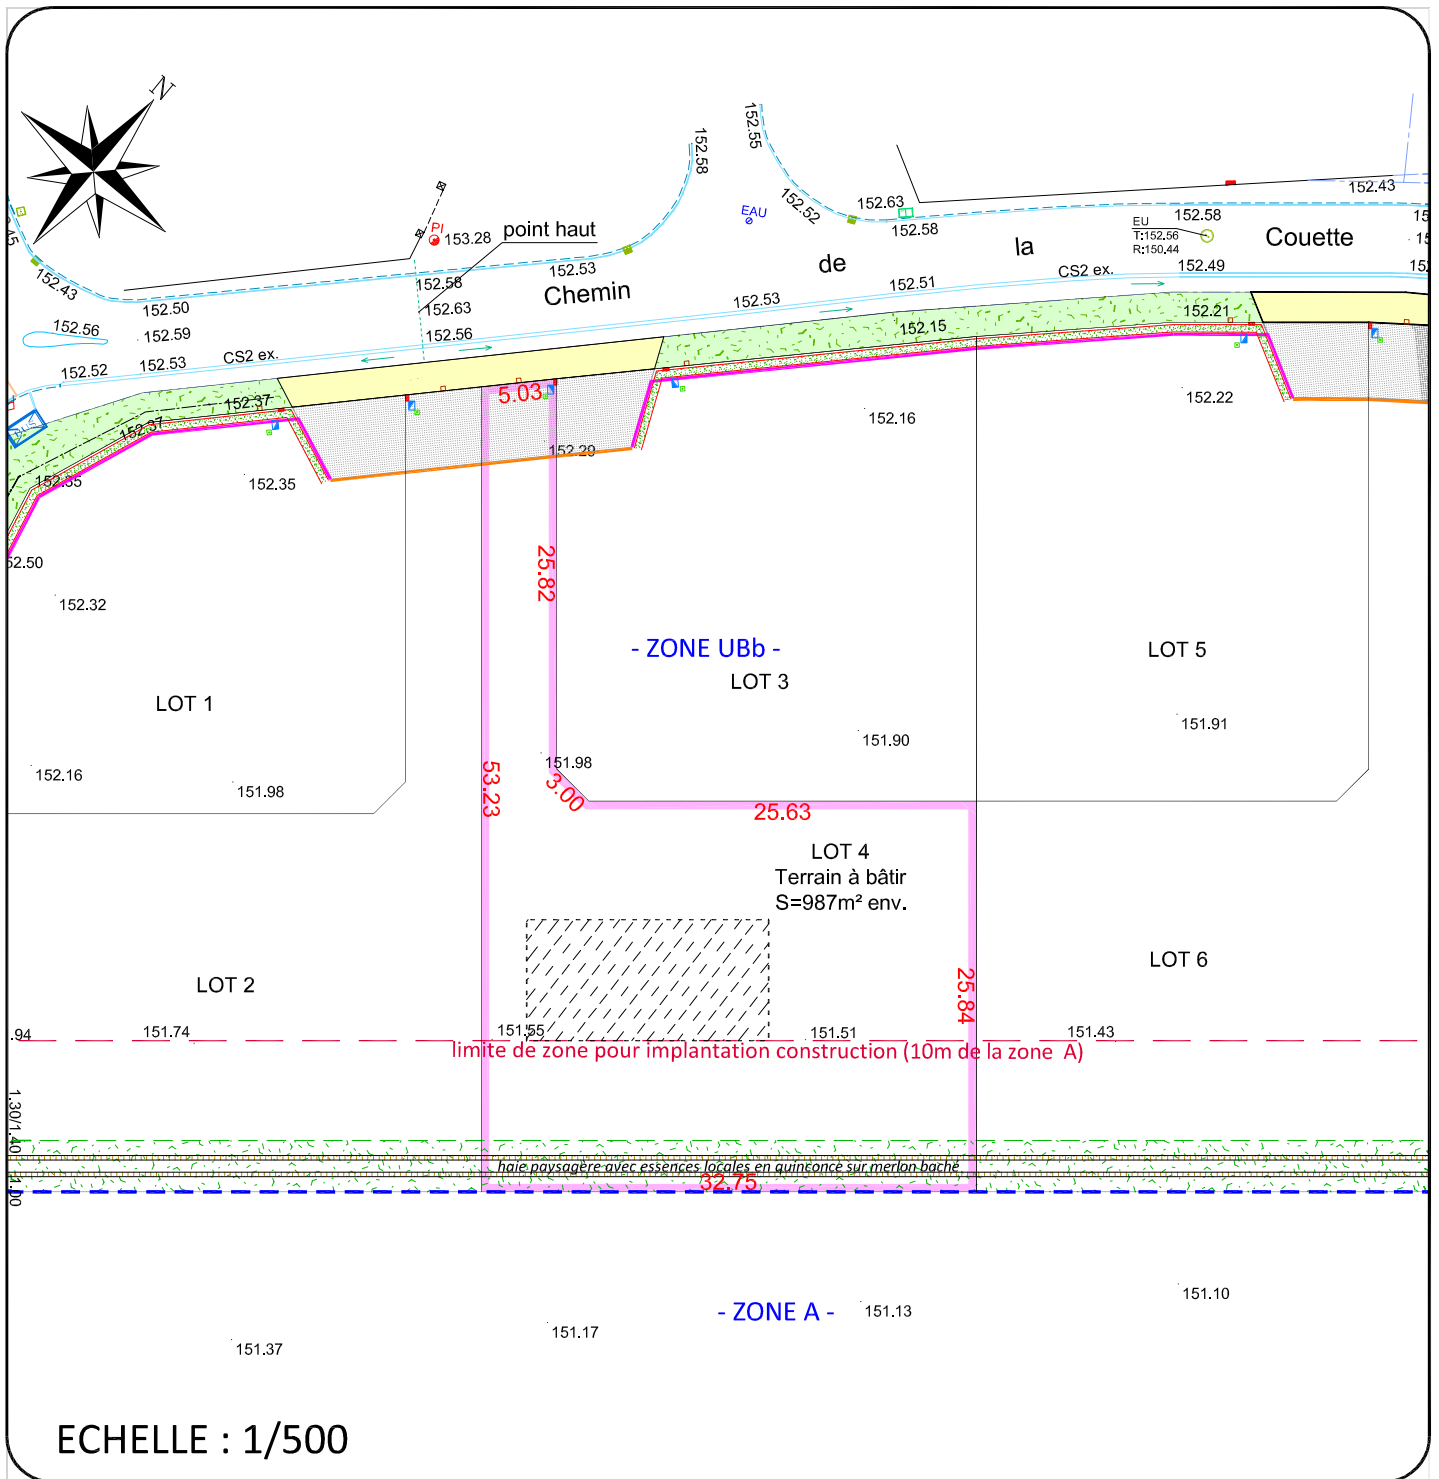 N
152.58
152.55
152.52
152.63
152.58
152.43
EAU
EU
T:152.56
R:150.44
152.58
152.49
PI
153.28
point haut
152.43
152.50
152.58
152.53
152.63
152.56
152.59
152.56
152.53
152.52
CS2 ex.
Chemin
de
la
Couette
152.53
152.51
CS2 ex.
152.15
152.21
152.37
152.37
5.03
152.16
152.22
152.29
152.35
152.35
152.32
25.82
- ZONE UBb -
LOT 3
LOT 5
LOT 1
151.90
151.91
152.16
151.98
151.98
53.23
3.00
25.63
LOT 4
Terrain à bâtir
S=987m² env.
LOT 2
LOT 6
25.84
.94
151.74
151.55
151.51
151.43
limite de zone pour implantation construction (10m de la zone A)
1.30/1.40
1.00
haie paysagère avec essences locales en quinconce sur merlon baché
32.75
- ZONE A -
151.10
151.13
151.17
151.37
ECHELLE : 1/500